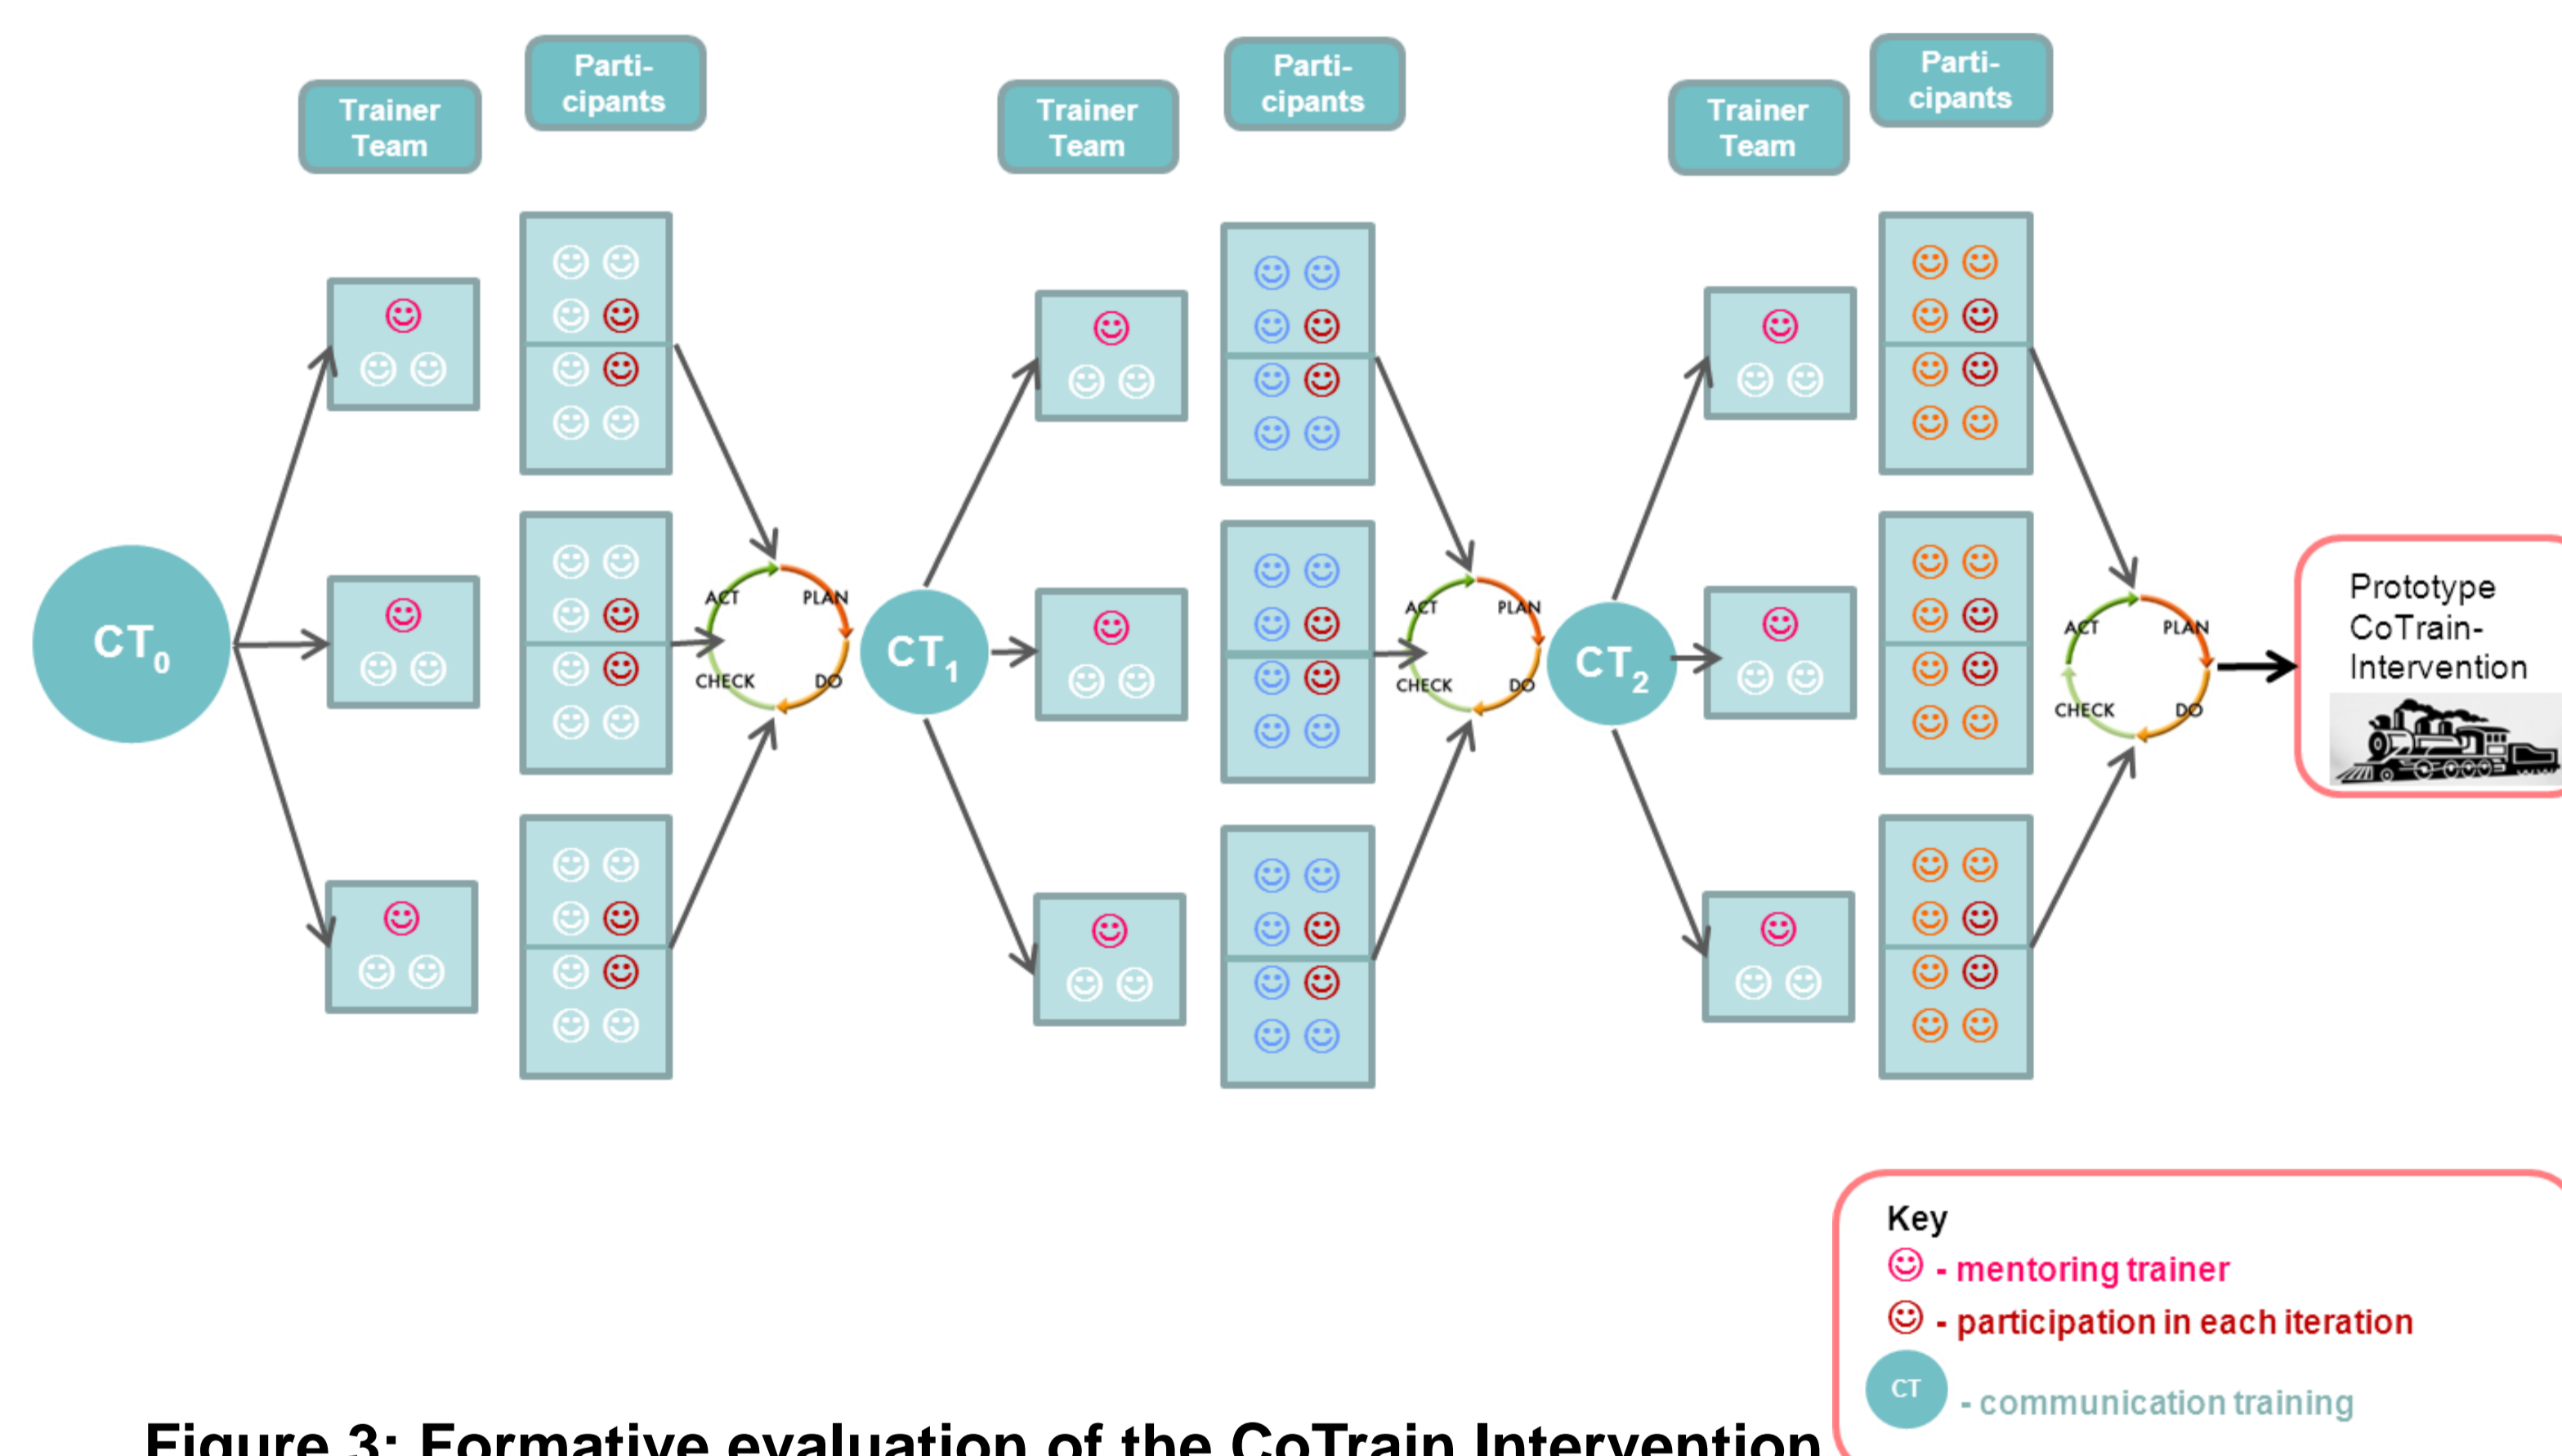 Trainer
Team
Parti-
cipants
Trainer
Team
Parti-
cipants
Trainer
Team
Parti-
cipants
CT0
ACT
PLAN
CHECK
DO
CT1
ACT
PLAN
CHECK
DO
CT2
ACT
PLAN
CHECK
DO
Prototype
CoTrain-
Intervention
Key
- mentoring trainer
- participation in each iteration
CT
- communication training
Figure 3: Formative evaluation of the CoTrain Intervention